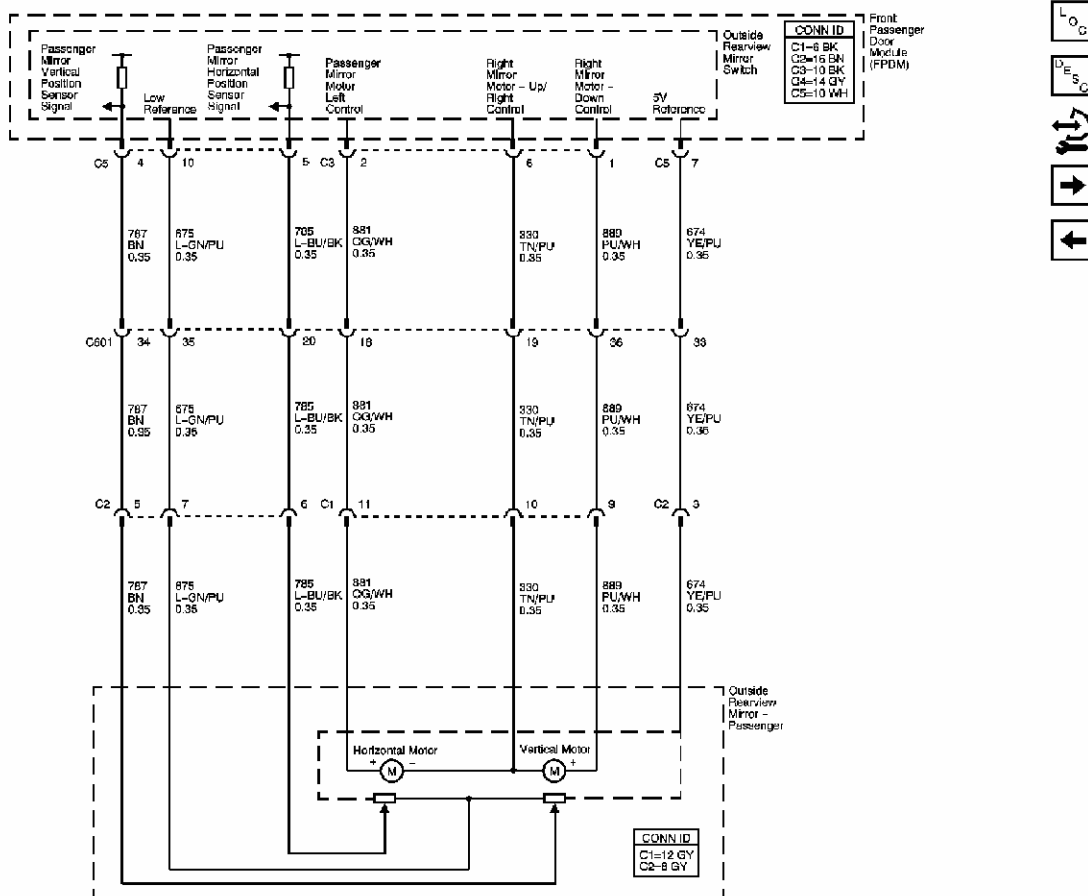 Passenger
Mirror
Vertical
Position
Sensor
Signal
Low
Reference
Passenger
Mirror
Horizontal
Position
Sensor
Signal
Passenger
Mirror
Motor
Left
Control
Right
Mirror
Motor - Up/
Right
Control
Right
Mirror
Motor -
Down
Control
5V
Reference
Outside
Rearview
Mirror
Switch
CONN ID
C1=6 BK
C2=16 BN
C3=10 BK
C4=14 GY
C5=10 WH
Front
Passenger
Door
Module
(FPDM)
LOC
DESC
C5 4 10 5 C3 2 6 1 C5 7
787
BN
0.35
675
L-GN/PU
0.35
785
L-BU/BK
0.35
881
OG/WH
0.35
330
TN/PU
0.35
889
PU/WH
0.35
674
YE/PU
0.35
C601 34 35 20 18 19 36 33
787
BN
0.35
675
L-GN/PU
0.35
785
L-BU/BK
0.35
881
OG/WH
0.35
330
TN/PU
0.35
889
PU/WH
0.35
674
YE/PU
0.35
C2 5 7 6 C1 11 10 9 C2 3
787
BN
0.35
675
L-GN/PU
0.35
785
L-BU/BK
0.35
881
OG/WH
0.35
330
TN/PU
0.35
889
PU/WH
0.35
674
YE/PU
0.35
Outside
Rearview
Mirror -
Passenger
Horizontal Motor
+ M -
Vertical Motor
M +
CONN ID
C1=12 GY
C2=8 GY